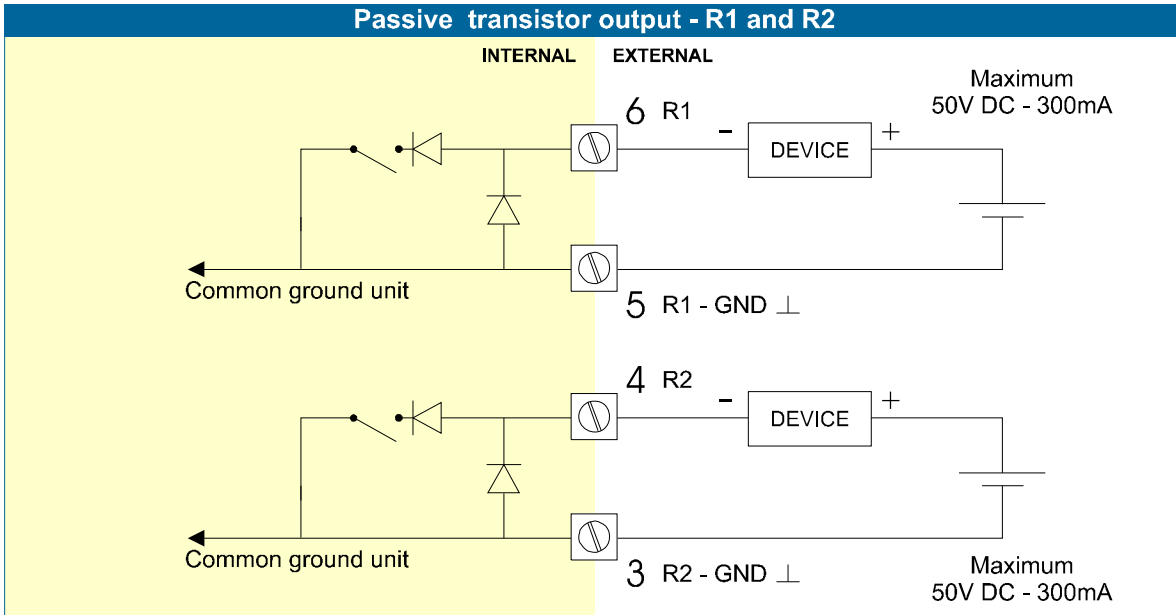 Passive transistor output - R1 and R2
INTERNAL EXTERNAL
Maximum
50V DC - 300mA
6 R1
- DEVICE +
Common ground unit
5 R1 - GND ⊥
4 R2
- DEVICE +
Common ground unit
3 R2 - GND ⊥
Maximum
50V DC - 300mA